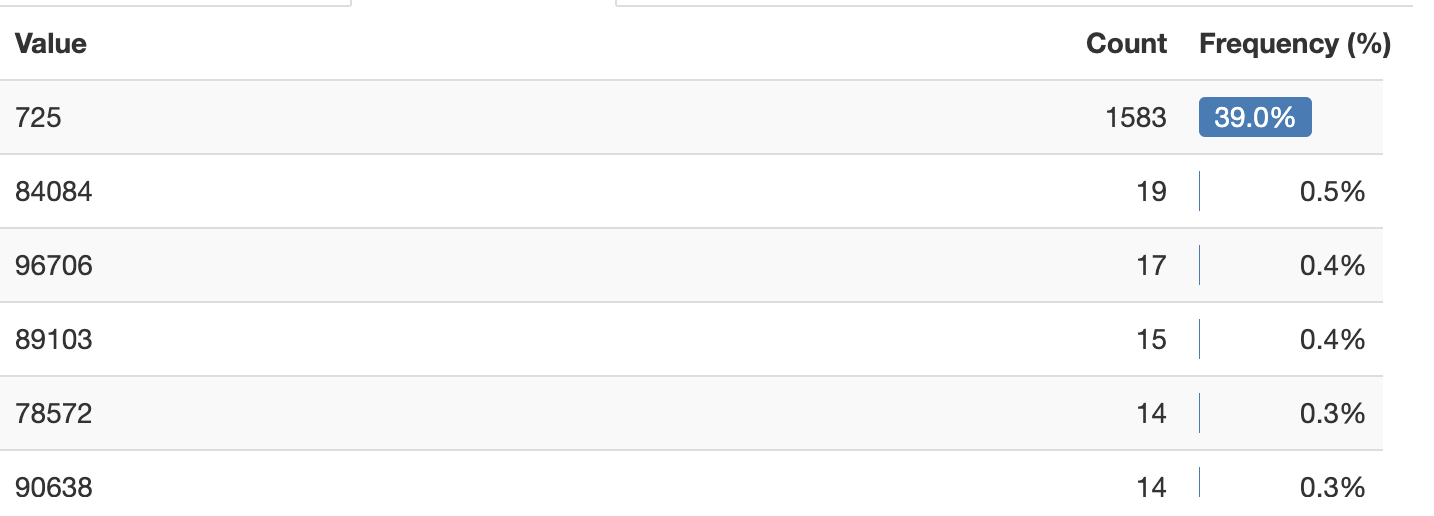 Value Count Frequency (%)
725 1583 39.0%
84084 19 0.5%
96706 17 0.4%
89103 15 0.4%
78572 14 0.3%
90638 14 0.3%